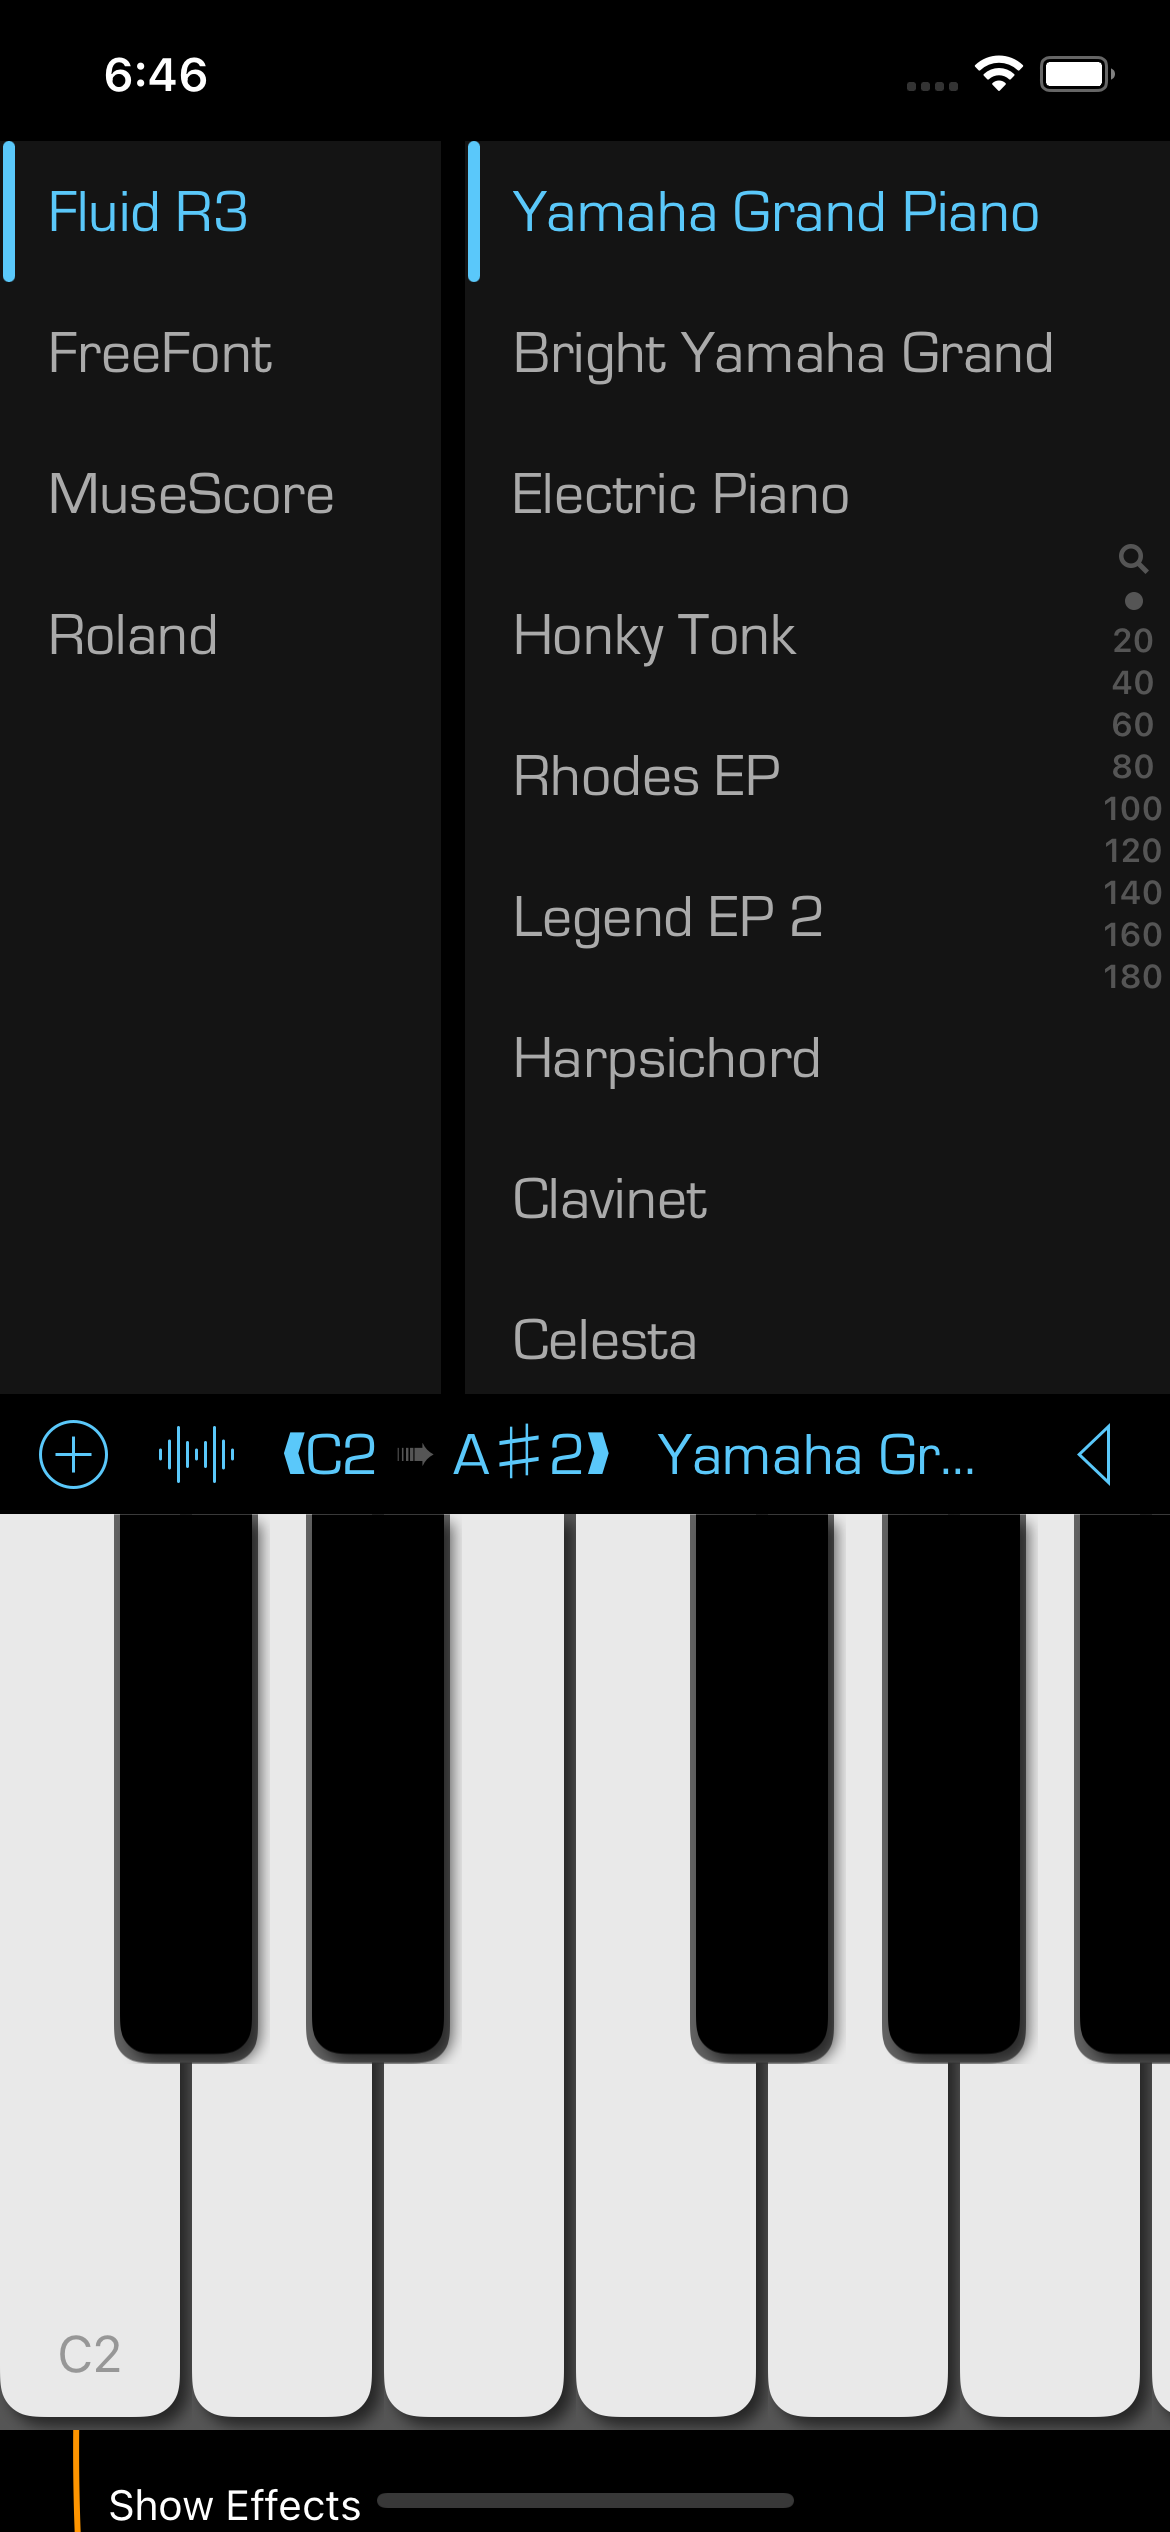 6:46
Fluid R3
FreeFont
MuseScore
Roland
Yamaha Grand Piano
Bright Yamaha Grand
Electric Piano
Honky Tonk
Rhodes EP
Legend EP 2
Harpsichord
Clavinet
Celesta
20
40
60
80
100
120
140
160
180
❰C2 ➠ A♯2❱ Yamaha Gr...
C2
Show Effects